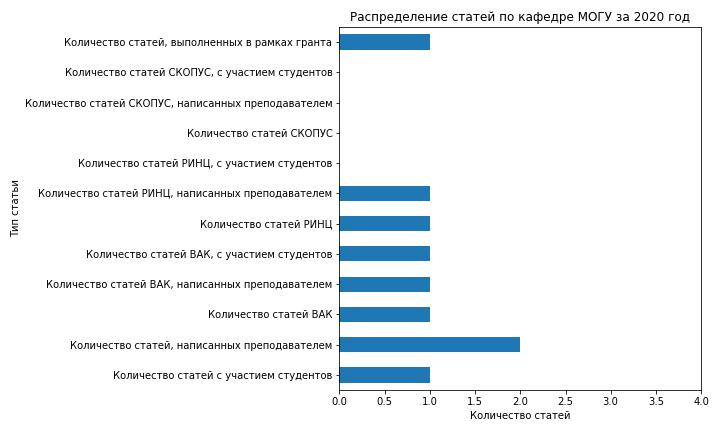 Распределение статей по кафедре МОГУ за 2020 год
Тип статьи
Количество статей, выполненных в рамках гранта
Количество статей СКОПУС, с участием студентов
Количество статей СКОПУС, написанных преподавателем
Количество статей СКОПУС
Количество статей РИНЦ, с участием студентов
Количество статей РИНЦ, написанных преподавателем
Количество статей РИНЦ
Количество статей ВАК, с участием студентов
Количество статей ВАК, написанных преподавателем
Количество статей ВАК
Количество статей, написанных преподавателем
Количество статей с участием студентов
0.0 0.5 1.0 1.5 2.0 2.5 3.0 3.5 4.0
Количество статей